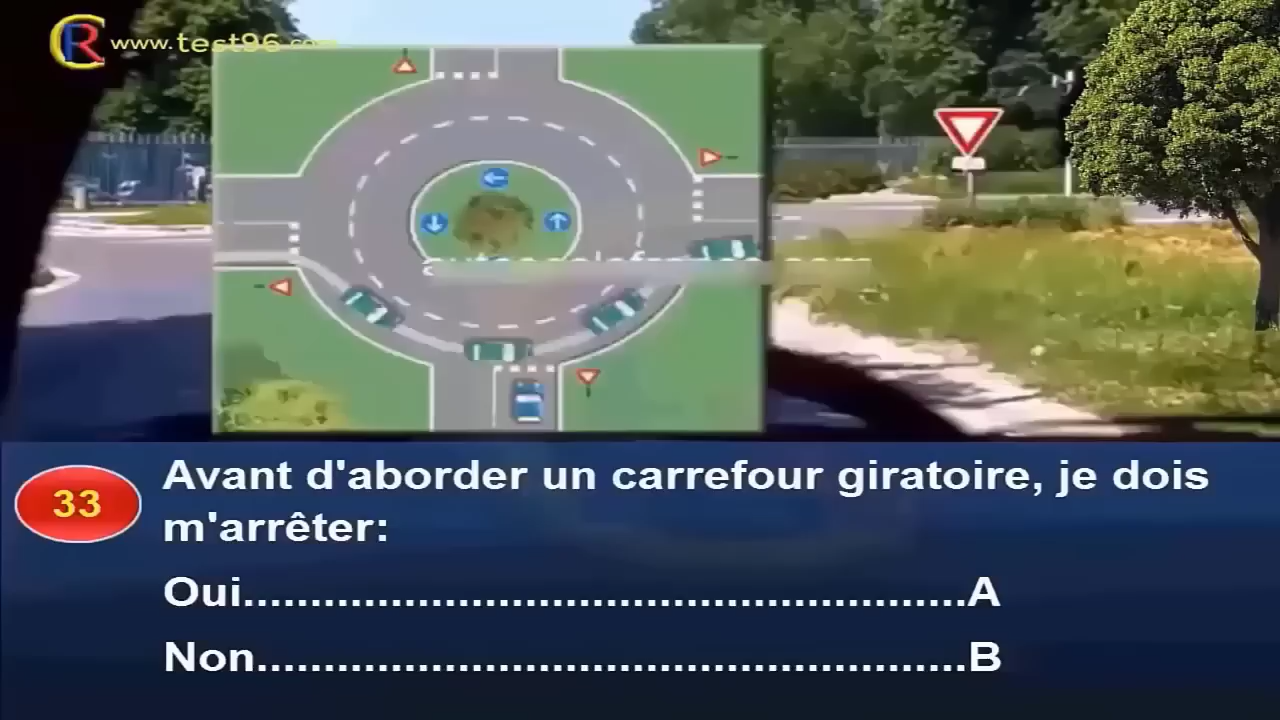 R www.test96.com
33
Avant d'aborder un carrefour giratoire, je dois
m'arrêter:
Oui......................................................A
Non.....................................................B